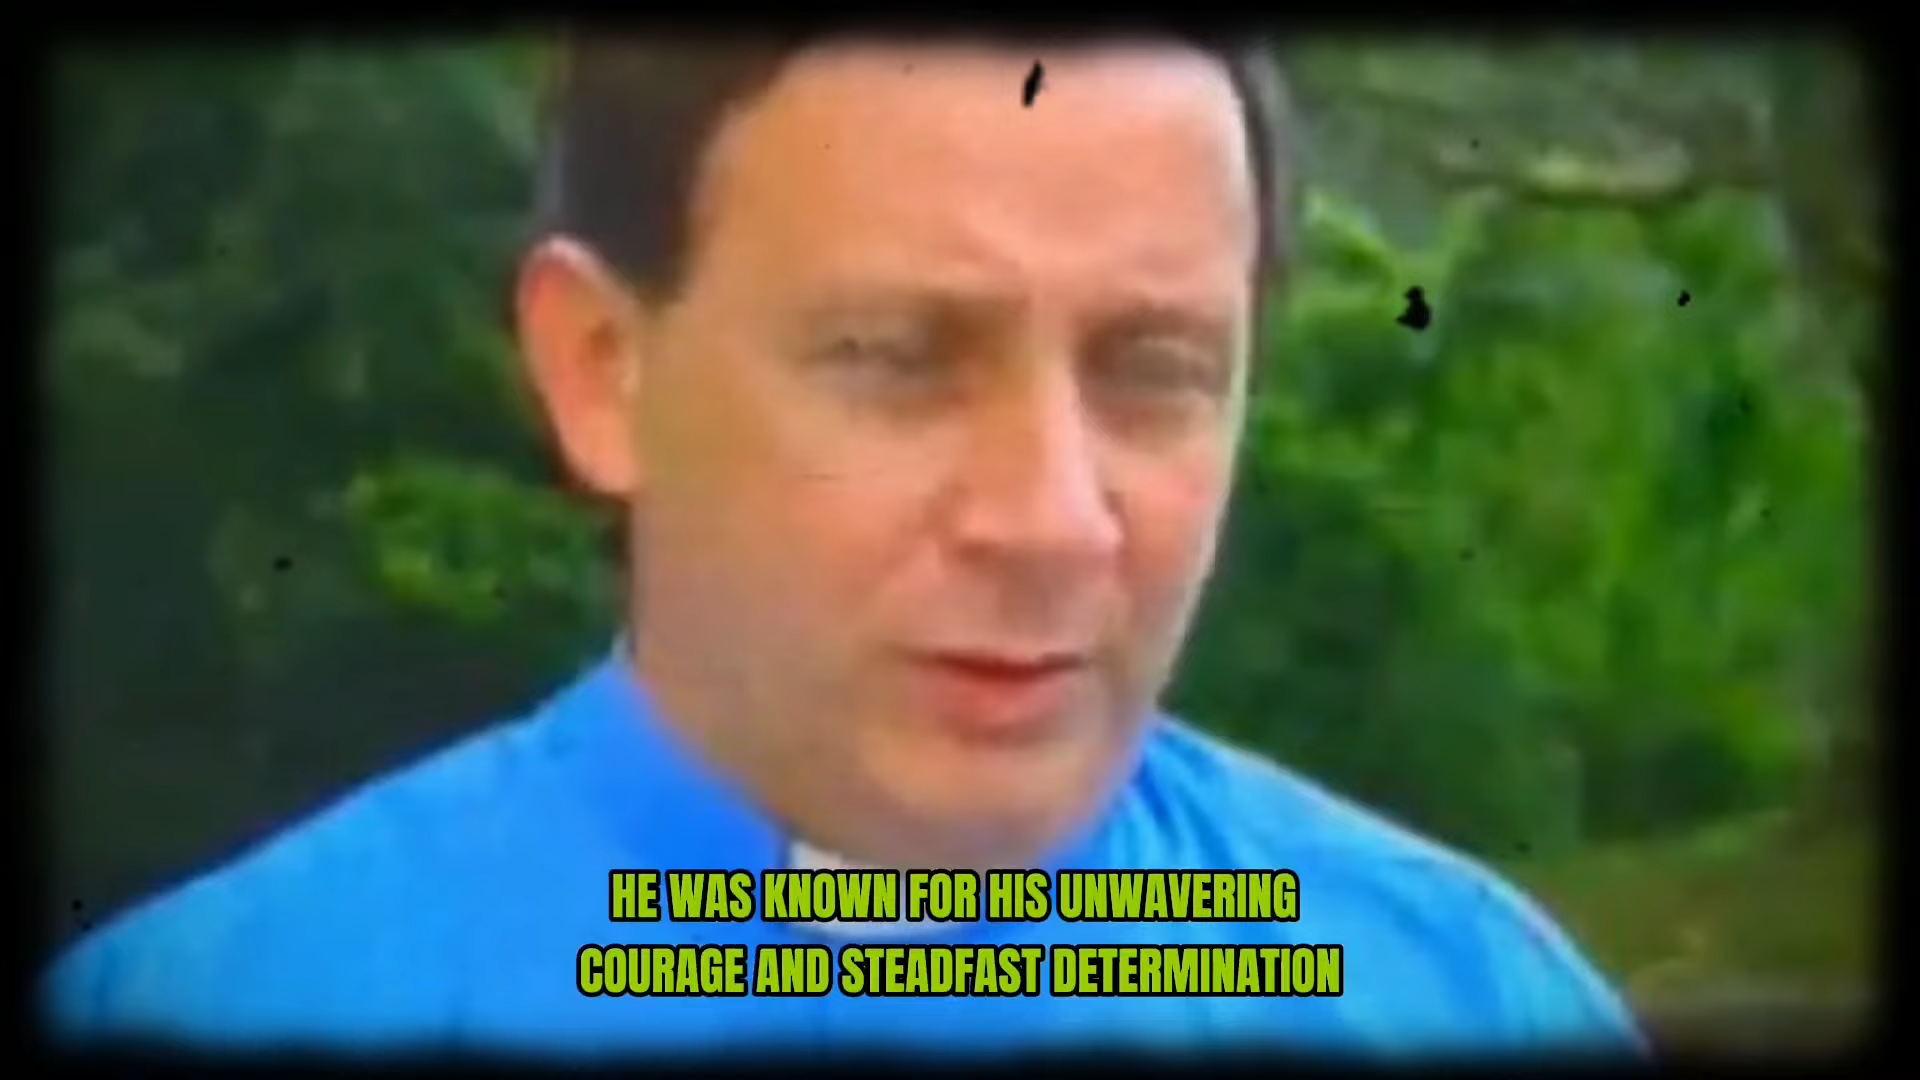 HE WAS KNOWN FOR HIS UNWAVERING
COURAGE AND STEADFAST DETERMINATION